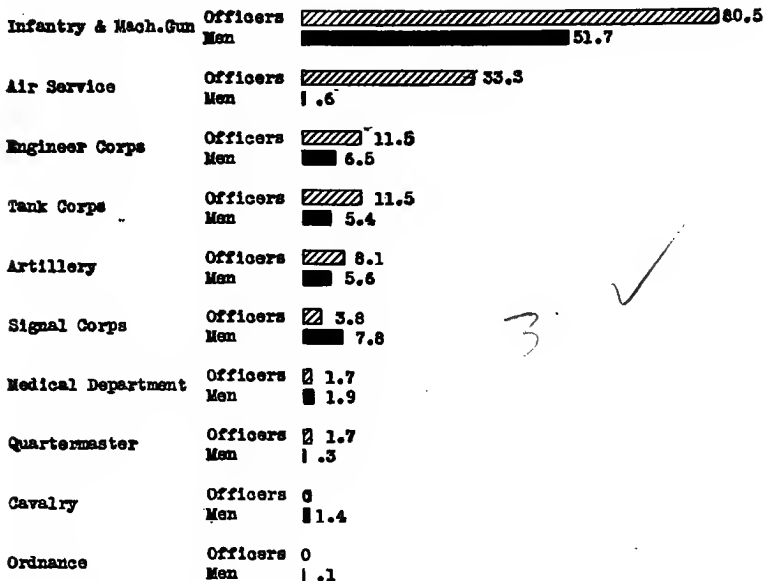 Infantry & Mach.Gun Officers 80.5
Men 51.7
Air Service Officers 33.3
Men .6
Engineer Corps Officers 11.5
Men 6.5
Tank Corps Officers 11.5
Men 5.4
Artillery Officers 8.1
Men 5.6
Signal Corps Officers 3.8
Men 7.8
3
Medical Department Officers 1.7
Men 1.9
Quartermaster Officers 1.7
Men .3
Cavalry Officers 0
Men 1.4
Ordnance Officers 0
Men .1